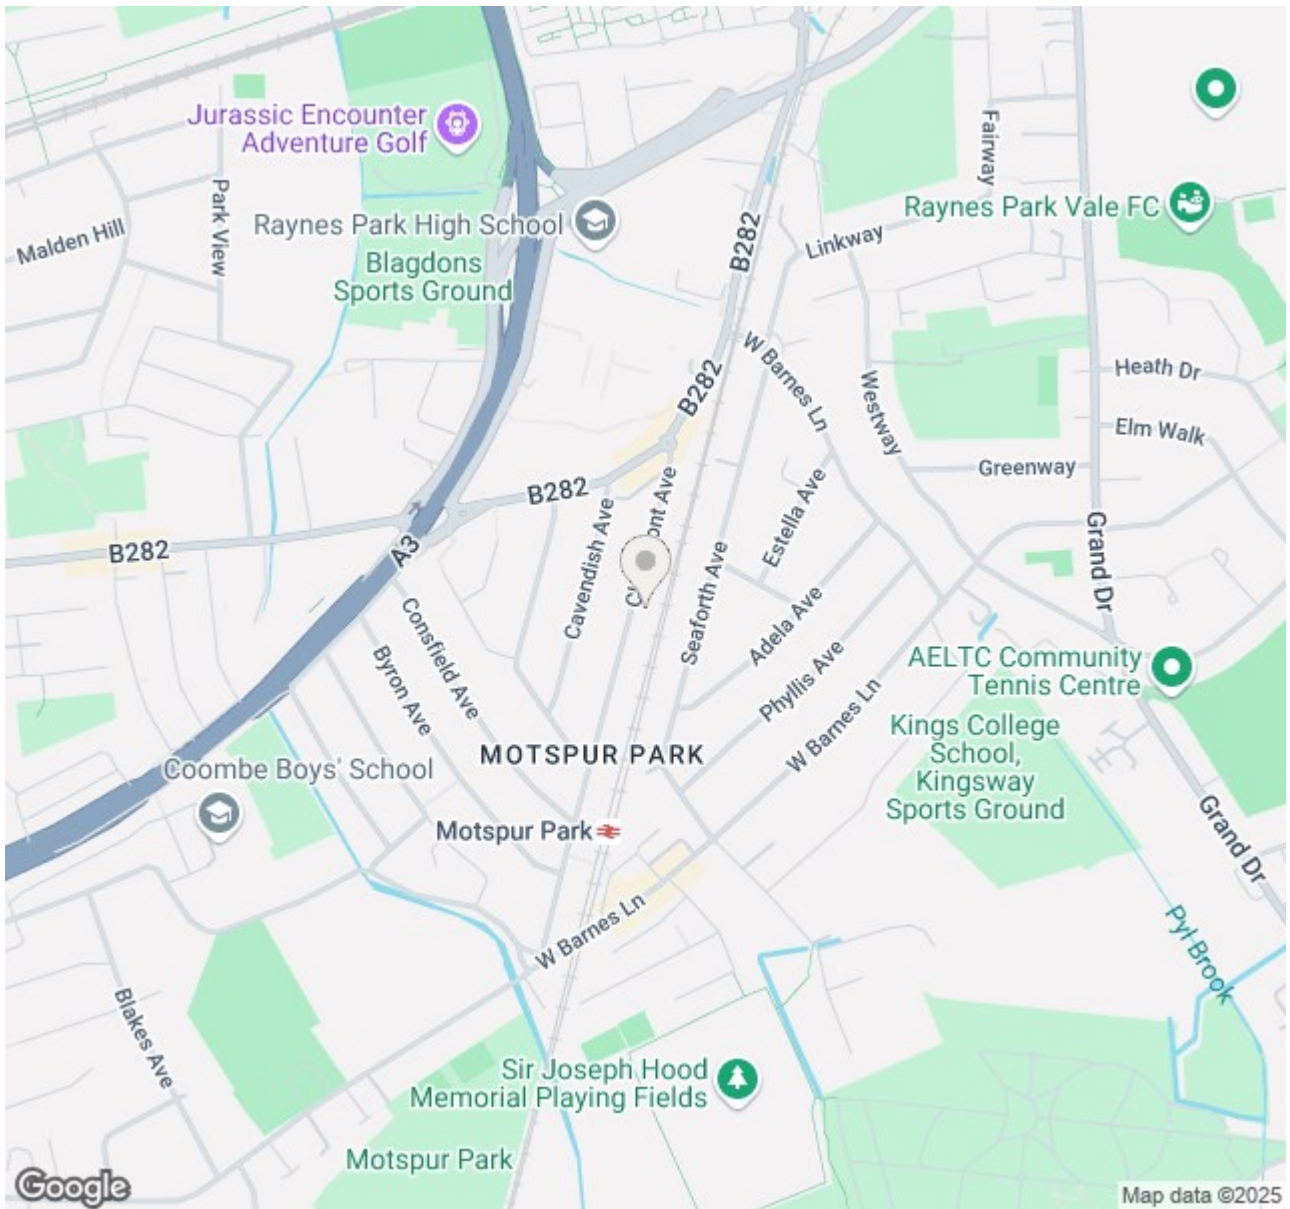 Jurassic Encounter
Adventure Golf
Fairway
Park View
Raynes Park High School
Raynes Park Vale FC
Malden Hill
B282
Linkway
Blagdons
Sports Ground
W Barnes Ln
Heath Dr
Westway
B282
Elm Walk
Greenway
B282
Estella Ave
Cavendish Ave
Grand Dr
B282
A3
Seaforth Ave
Consfield Ave
Adela Ave
Byron Ave
Phyllis Ave
AELTC Community
Tennis Centre
W Barnes Ln
Kings College
School,
Kingsway
Sports Ground
MOTSPUR PARK
Coombe Boys' School
Motspur Park
Grand Dr
W Barnes Ln
Pyl Brook
Blakes Ave
Sir Joseph Hood
Memorial Playing Fields
Motspur Park
Google
Map data ©2025